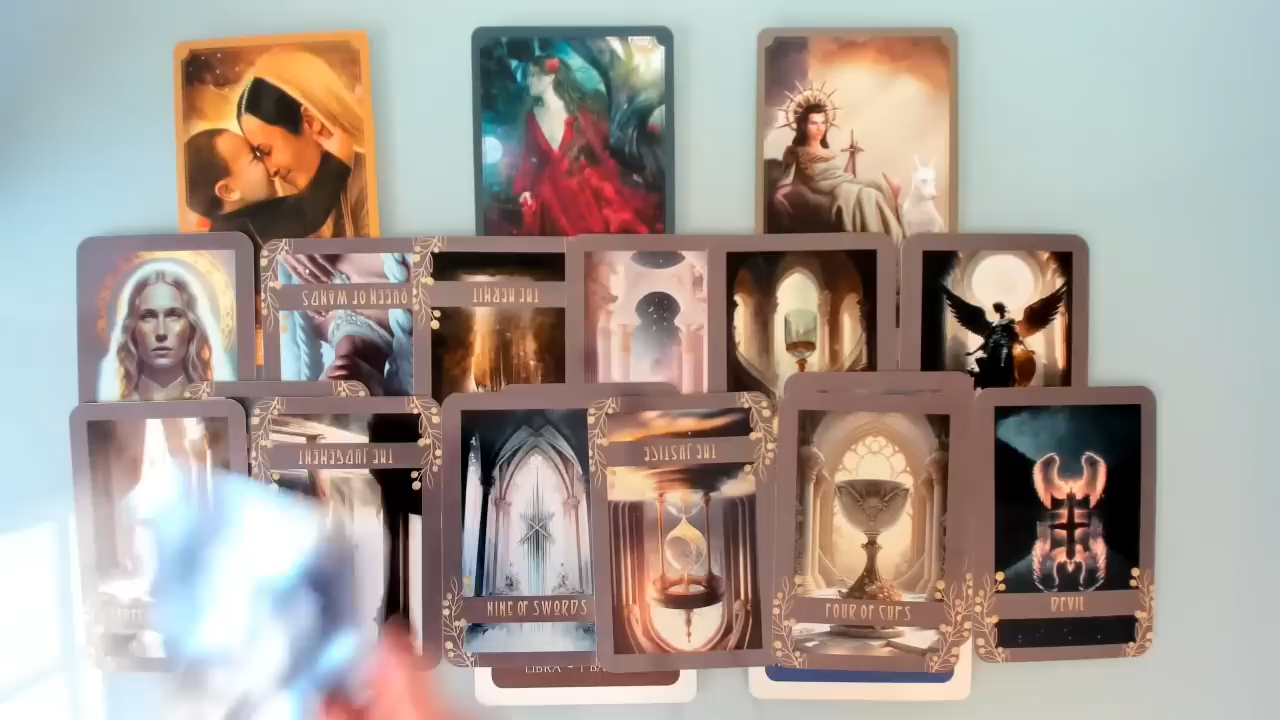 QUEEN OF WANDS
THE HERMIT
THE JUDGEMENT
THE JUSTICE
NINE OF SWORDS
FOUR OF CUPS
DEVIL
LIBRA